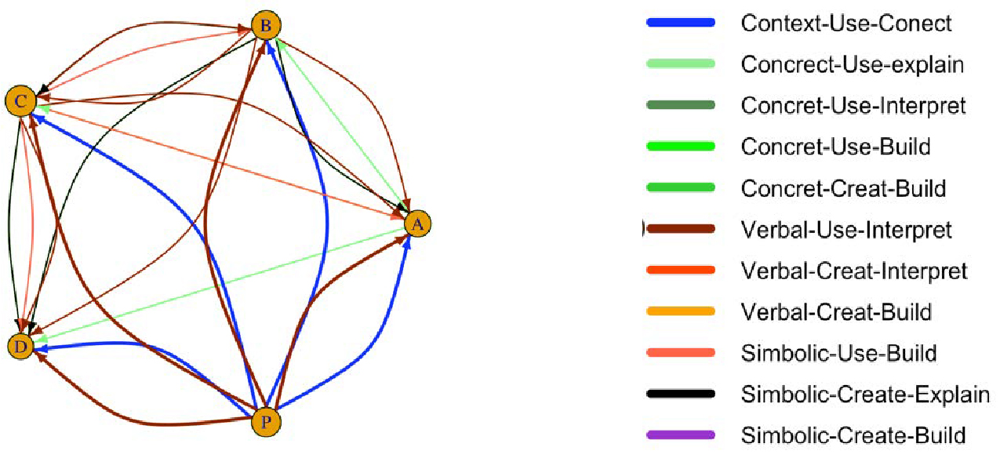 B
C
A
D
P
Context-Use-Conect
Concrect-Use-explain
Concret-Use-Interpret
Concret-Use-Build
Concret-Creat-Build
Verbal-Use-Interpret
Verbal-Creat-Interpret
Verbal-Creat-Build
Simbolic-Use-Build
Simbolic-Create-Explain
Simbolic-Create-Build